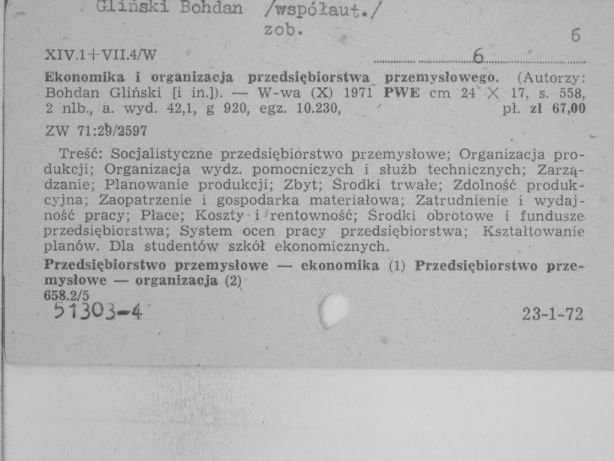 Gliński Bohdan /współaut./
zob.
6
XIV.1+VII.4/W
6
Ekonomika i organizacja przedsiębiorstwa przemysłowego. (Autorzy:
Bohdan Gliński [i in.]). — W-wa (X) 1971 PWE cm 24 × 17, s. 558,
2 nlb., a. wyd. 42,1, g 920, egz. 10.230, pł. zł 67,00
ZW 71:29/2597
Treść: Socjalistyczne przedsiębiorstwo przemysłowe; Organizacja pro-
dukcji; Organizacja wydz. pomocniczych i służb technicznych; Zarzą-
dzanie; Planowanie produkcji; Zbyt; Środki trwałe; Zdolność produk-
cyjna; Zaopatrzenie i gospodarka materiałowa; Zatrudnienie i wydaj-
ność pracy; Płace; Koszty i rentowność; Środki obrotowe i fundusze
przedsiębiorstwa; System ocen pracy przedsiębiorstwa; Kształtowanie
planów. Dla studentów szkół ekonomicznych.
Przedsiębiorstwo przemysłowe — ekonomika (1) Przedsiębiorstwo prze-
mysłowe — organizacja (2)
658.2/5
51303-4
23-1-72